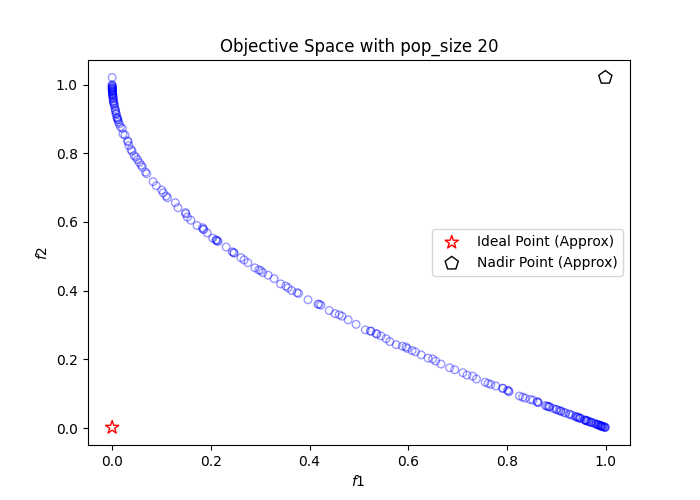 Objective Space with pop_size 20
f2
1.0
0.8
0.6
0.4
0.2
0.0
Ideal Point (Approx)
Nadir Point (Approx)
0.0 0.2 0.4 0.6 0.8 1.0
f1